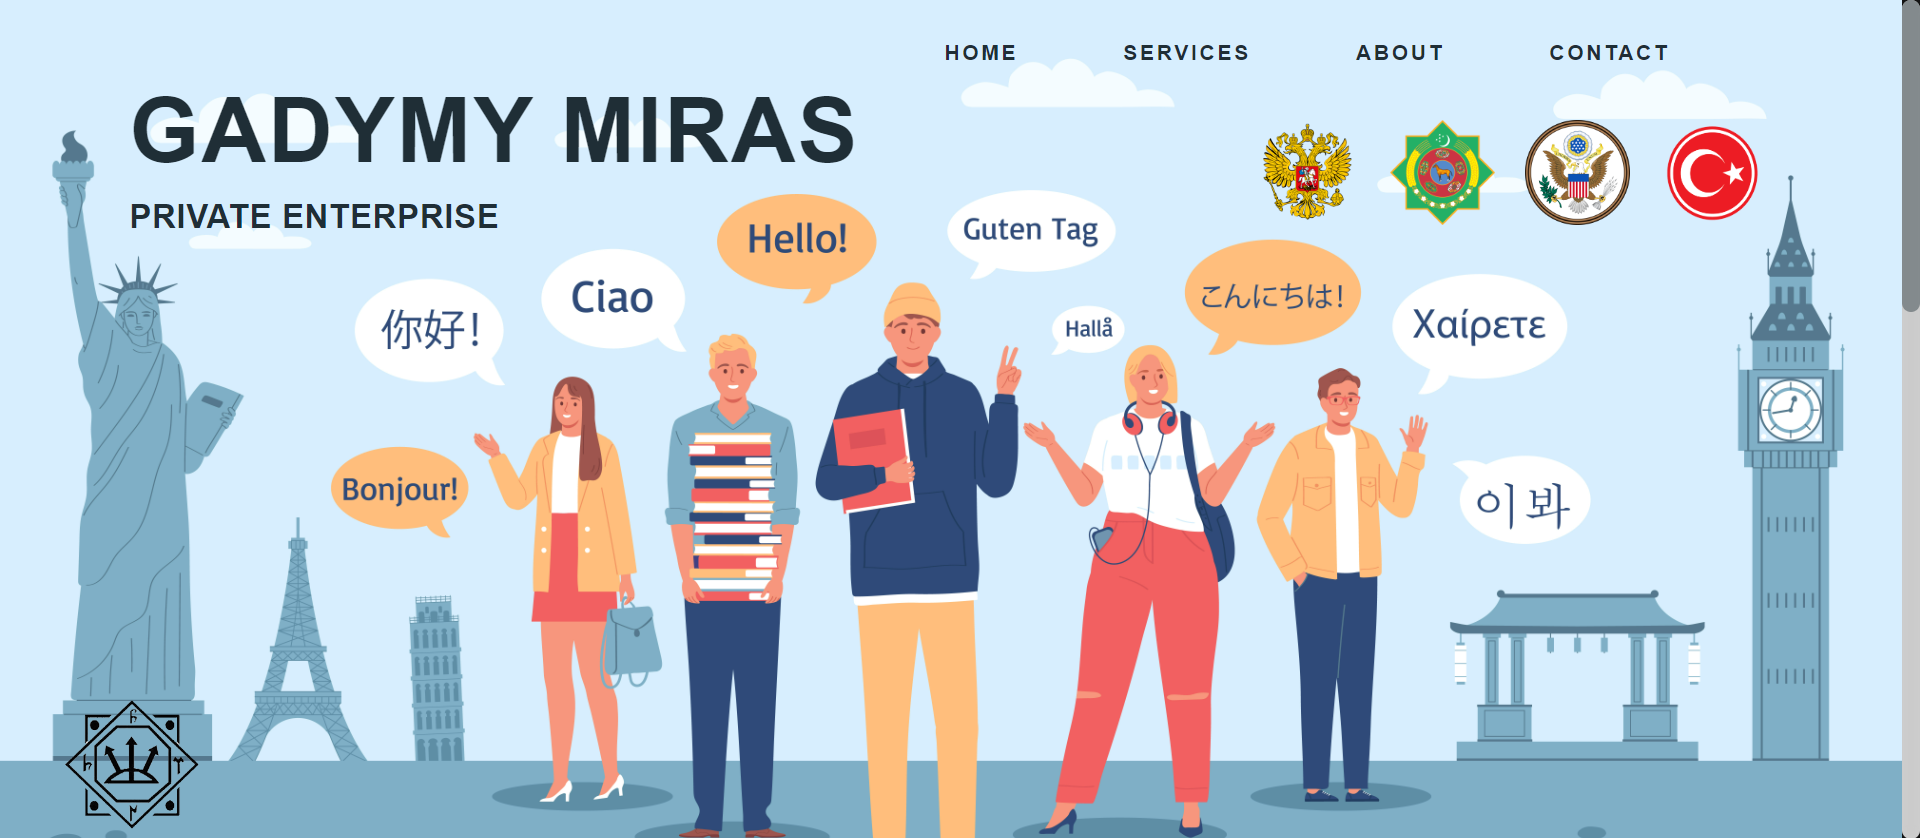 HOME SERVICES ABOUT CONTACT
GADYMY MIRAS
PRIVATE ENTERPRISE
Hello!
Guten Tag
Ciao
こんにちは!
你好!
Hallå
Χαίρετε
Bonjour!
이봐